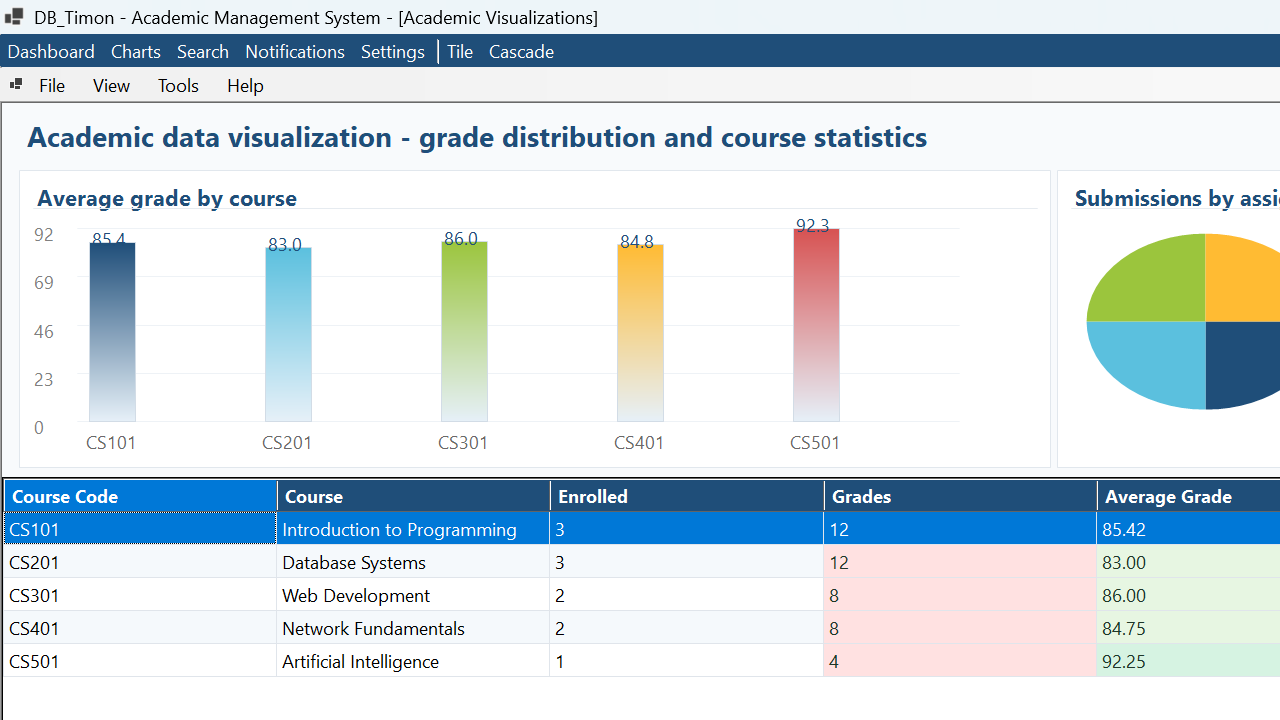 DB_Timon - Academic Management System - [Academic Visualizations]
Dashboard Charts Search Notifications Settings Tile Cascade
File View Tools Help
Academic data visualization - grade distribution and course statistics
Average grade by course
92
69
46
23
0
85.4
83.0
86.0
84.8
92.3
CS101 CS201 CS301 CS401 CS501
Submissions by assi
Course Code Course Enrolled Grades Average Grade
CS101 Introduction to Programming 3 12 85.42
CS201 Database Systems 3 12 83.00
CS301 Web Development 2 8 86.00
CS401 Network Fundamentals 2 8 84.75
CS501 Artificial Intelligence 1 4 92.25